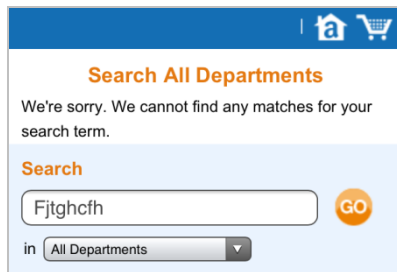 a
Search All Departments
We're sorry. We cannot find any matches for your
search term.
Search
Fjtghcfh
GO
in All Departments